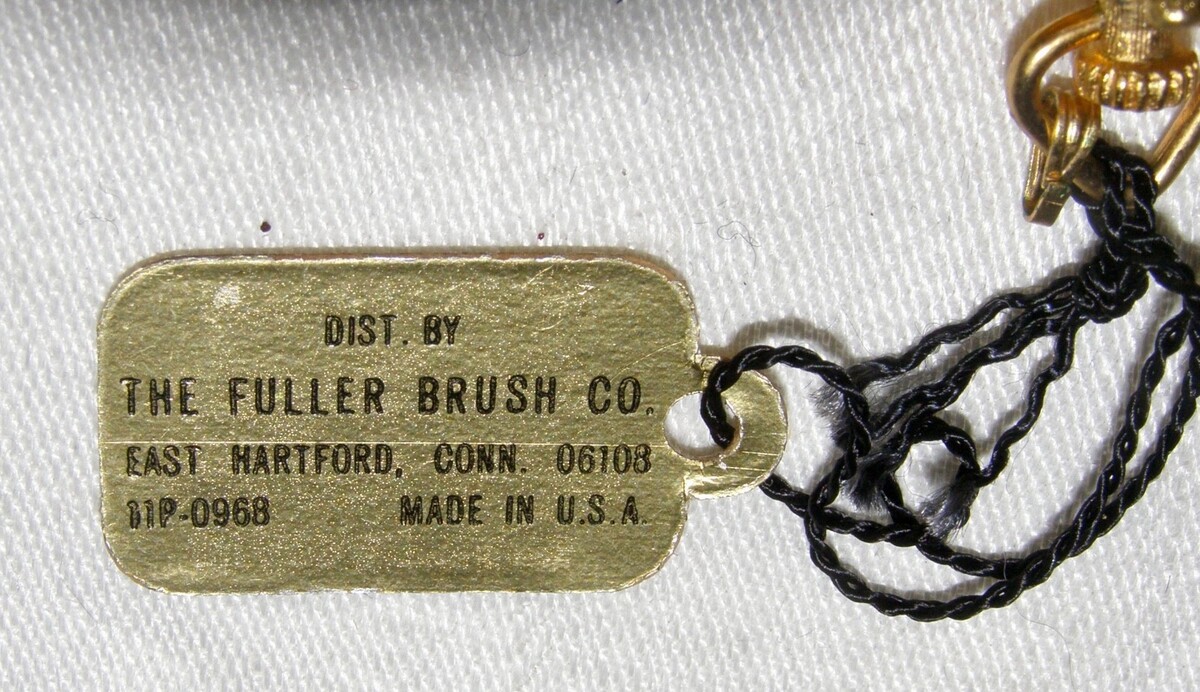 DIST. BY
THE FULLER BRUSH CO.
EAST HARTFORD, CONN. 06108
11P-0968 MADE IN U.S.A.